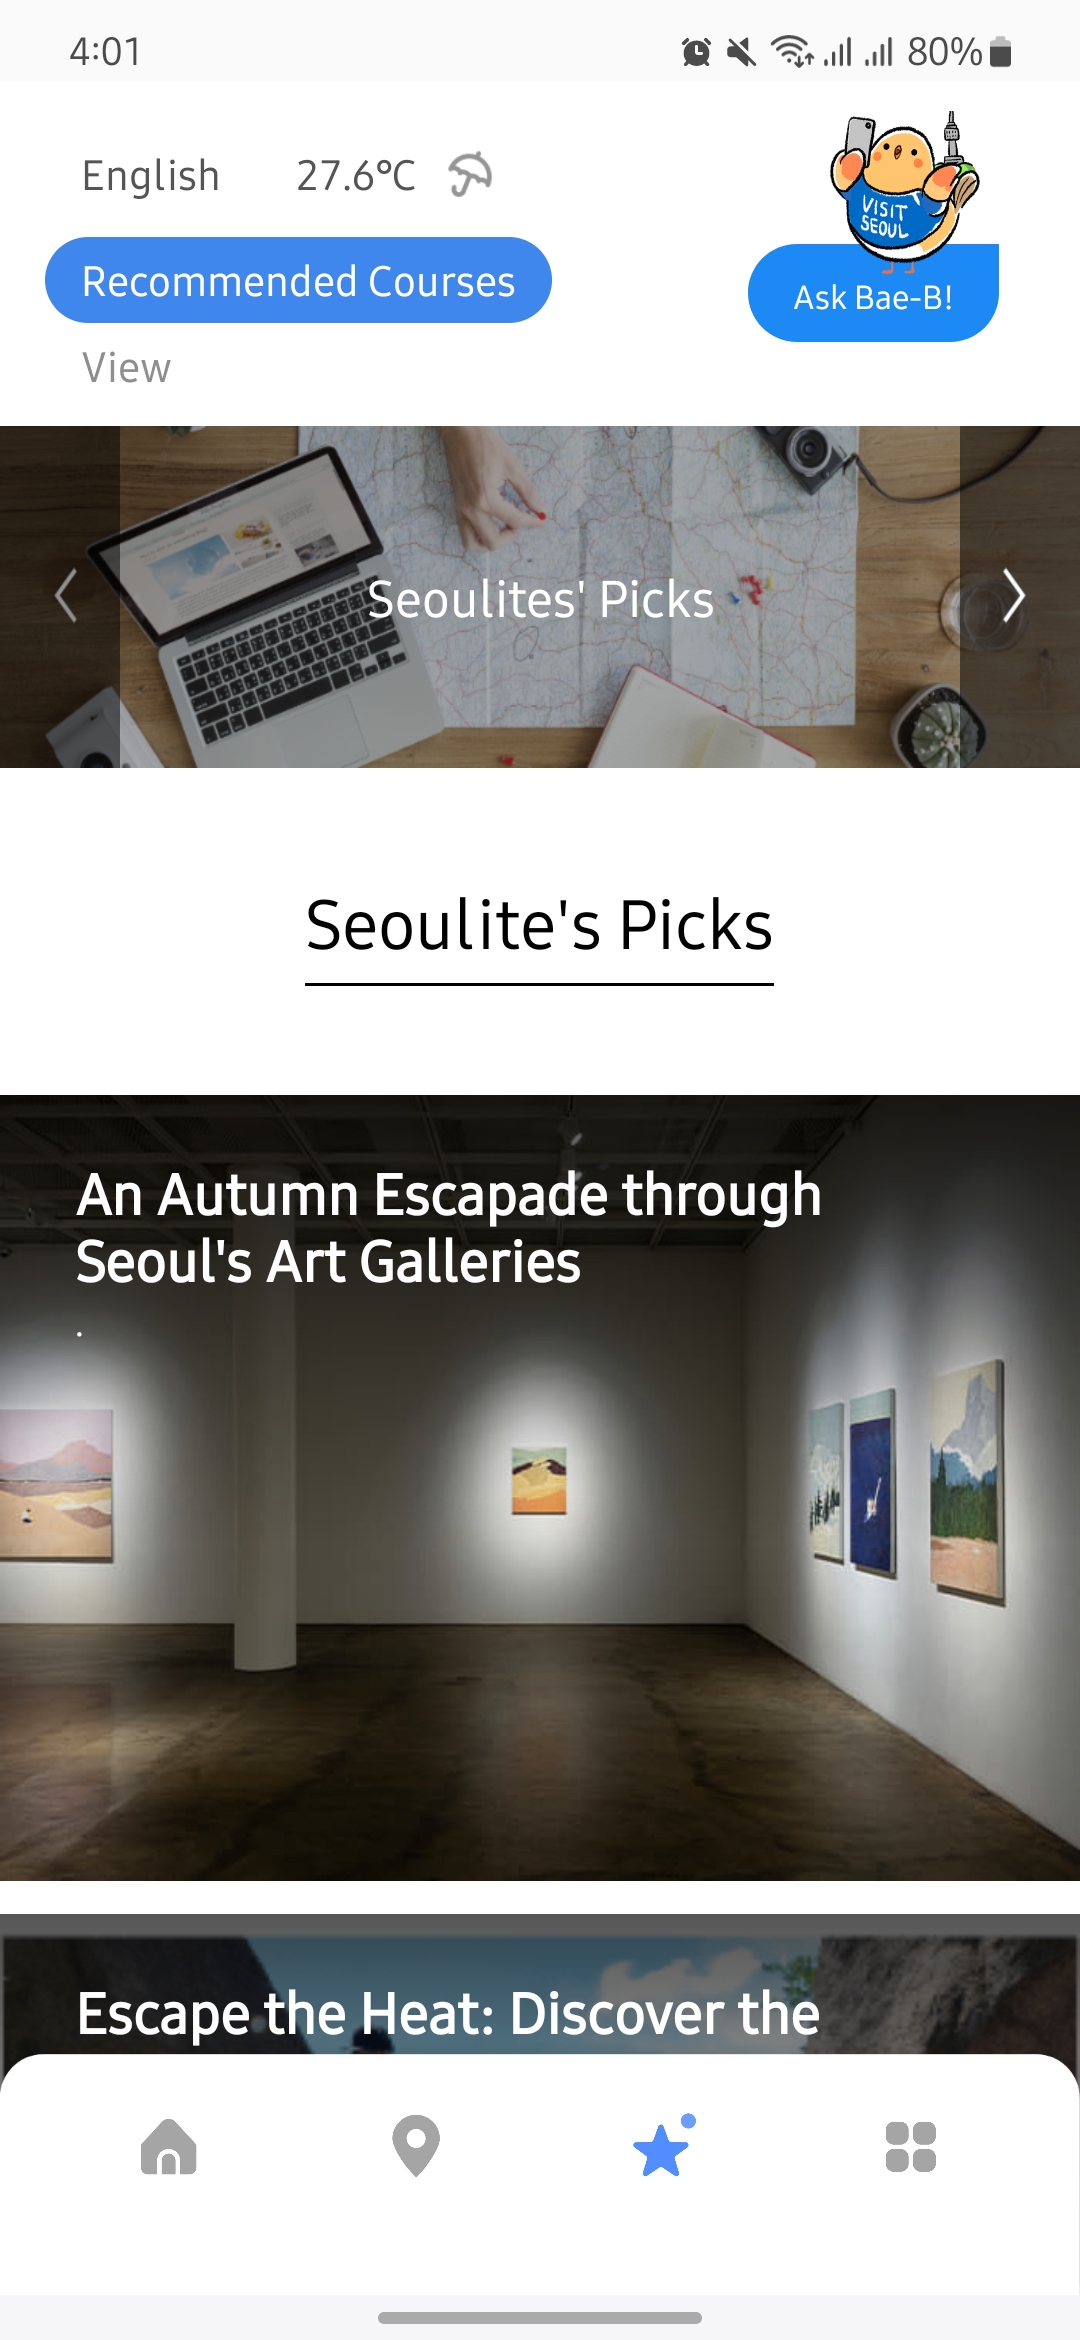 4:01
80%
English
27.6°C
VISIT
SEOUL
Recommended Courses
Ask Bae-B!
View
Seoulites' Picks
Seoulite's Picks
An Autumn Escapade through
Seoul's Art Galleries
.
Escape the Heat: Discover the